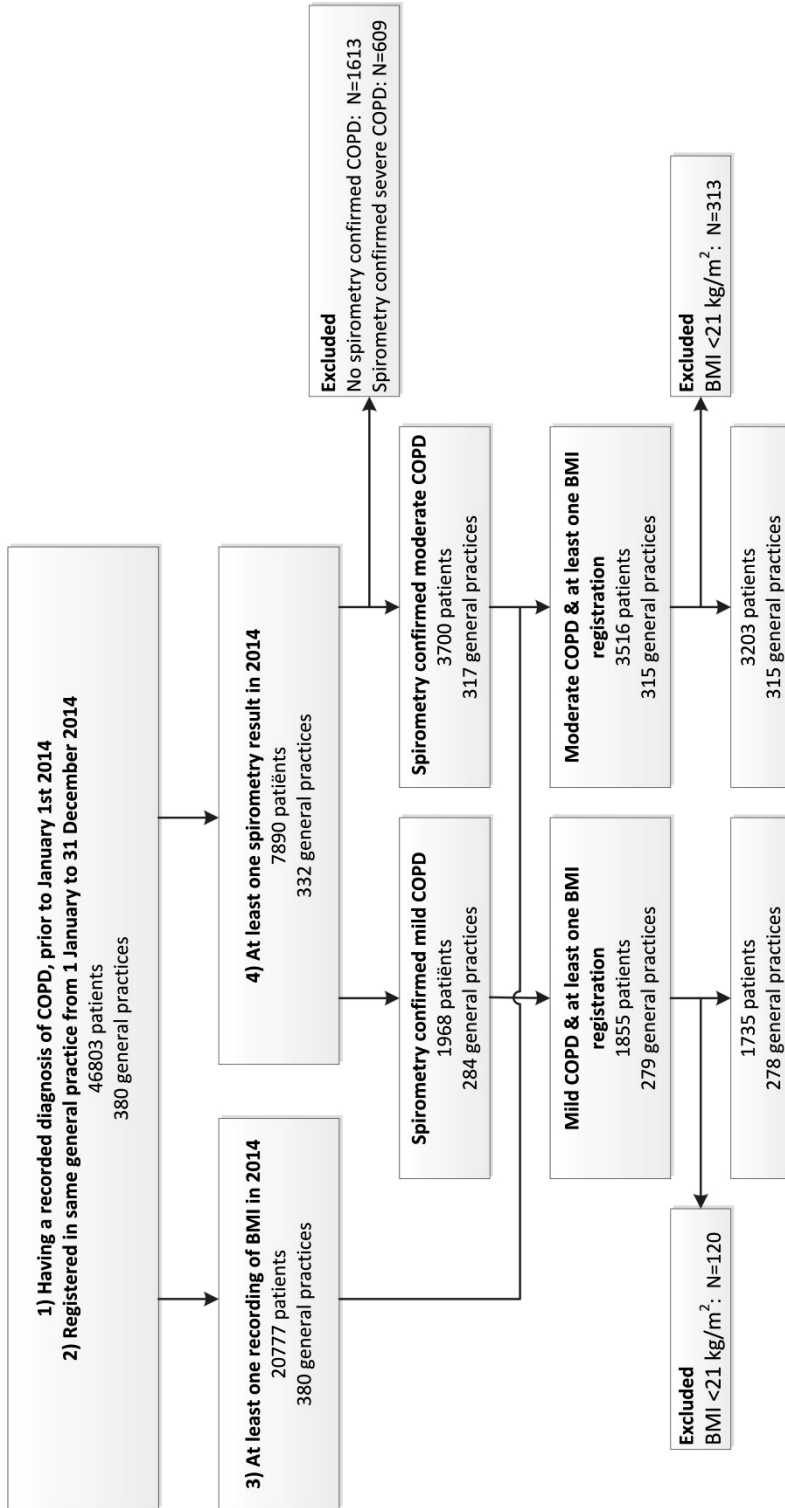 1) Having a recorded diagnosis of COPD, prior to January 1st 2014
2) Registered in same general practice from 1 January to 31 December 2014
46803 patients
380 general practices
3) At least one recording of BMI in 2014
20777 patients
380 general practices
4) At least one spirometry result in 2014
7890 patiënts
332 general practices
Excluded
No spirometry confirmed COPD: N=1613
Spirometry confirmed severe COPD: N=609
Spirometry confirmed mild COPD
1968 patiënts
284 general practices
Spirometry confirmed moderate COPD
3700 patients
317 general practices
Mild COPD & at least one BMI
registration
1855 patients
279 general practices
Moderate COPD & at least one BMI
registration
3516 patients
315 general practices
Excluded
BMI <21 kg/m²: N=120
Excluded
BMI <21 kg/m²: N=313
1735 patients
278 general practices
3203 patients
315 general practices